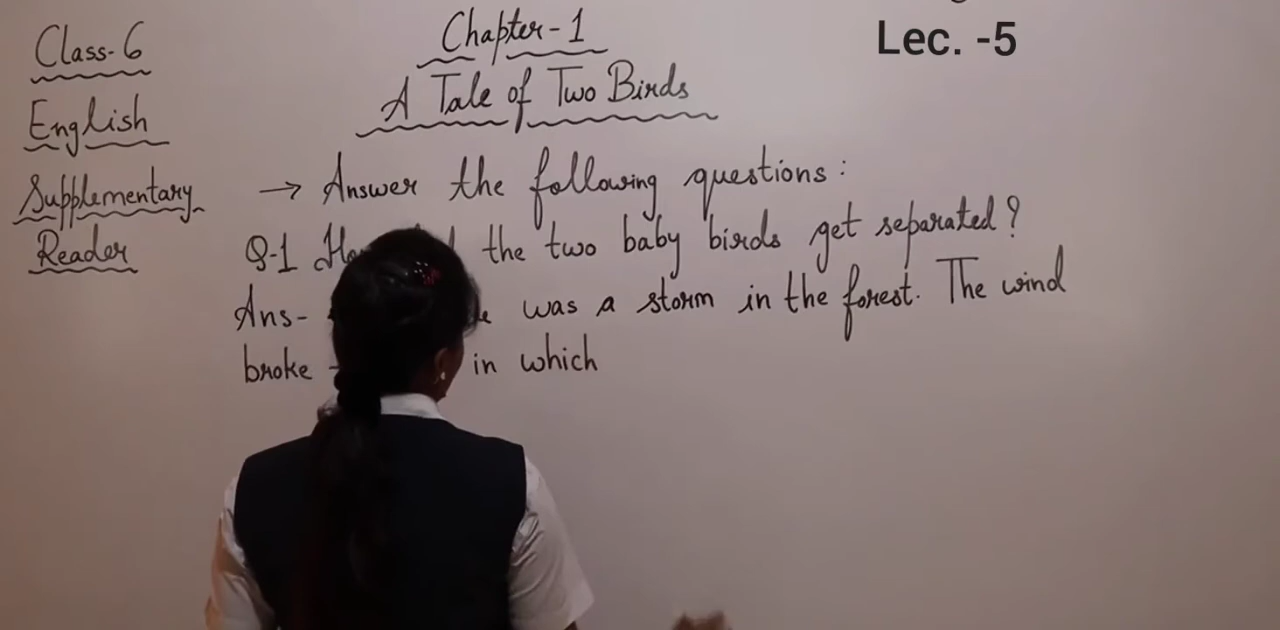 Class-6
English
Supplementary
Reader
Chapter-1
A Tale of Two Birds
Lec. -5
→ Answer the following questions:
Q-1 the two baby birds get separated?
Ans- was a storm in the forest. The wind
broke in which